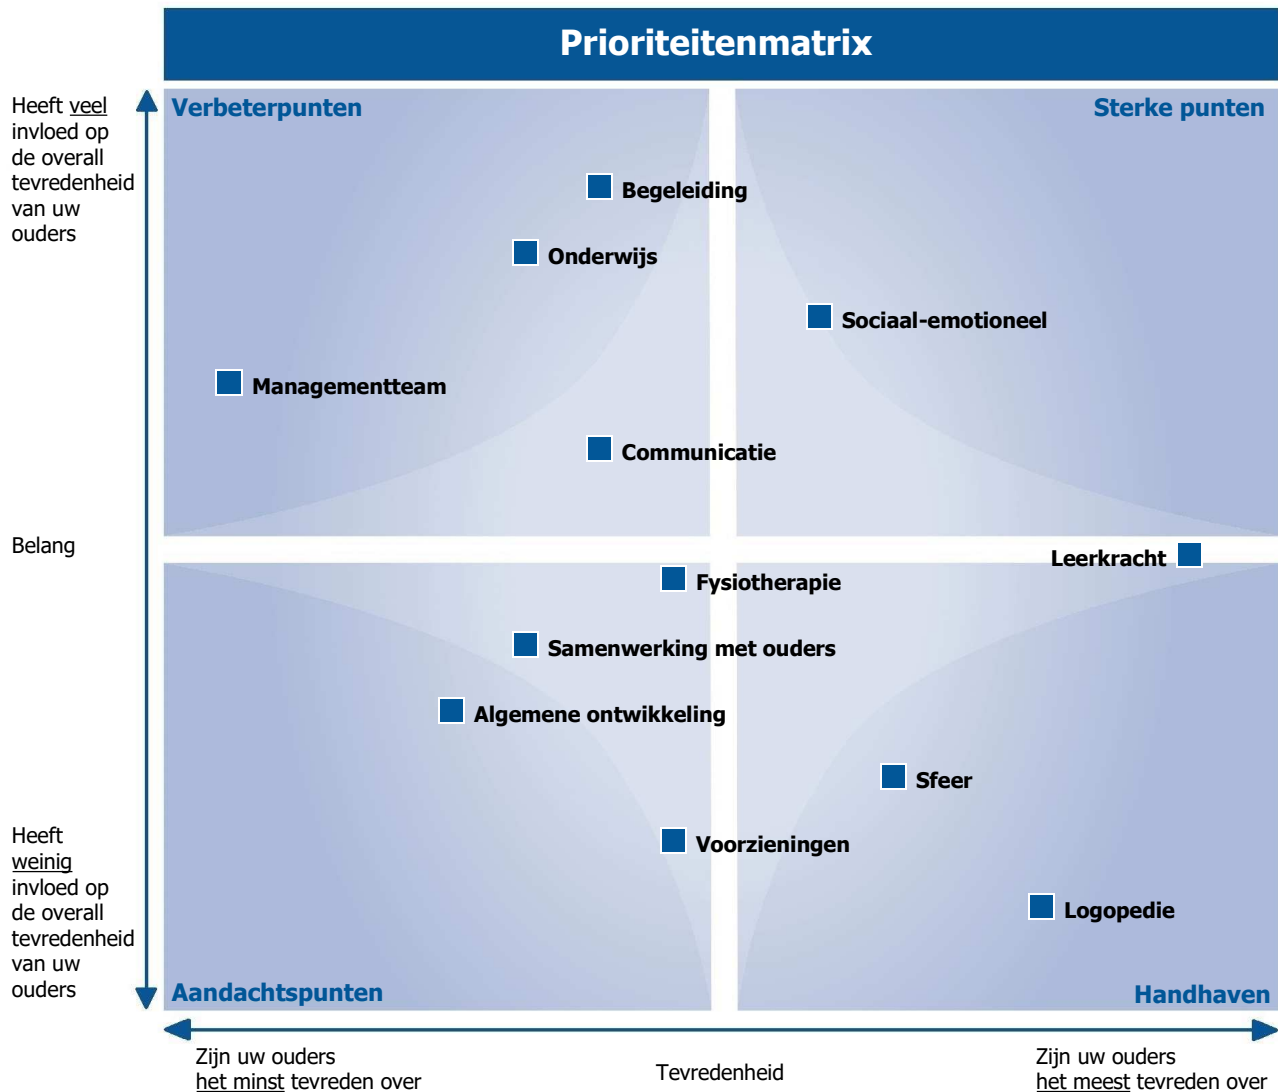 Prioriteitenmatrix
Heeft veel
invloed op
de overall
tevredenheid
van uw
ouders
Verbeterpunten
Sterke punten
Begeleiding
Onderwijs
Sociaal-emotioneel
Managementteam
Communicatie
Belang
Leerkracht
Fysiotherapie
Samenwerking met ouders
Algemene ontwikkeling
Sfeer
Voorzieningen
Logopedie
Heeft
weinig
invloed op
de overall
tevredenheid
van uw
ouders
Aandachtspunten
Handhaven
Zijn uw ouders
het minst tevreden over
Tevredenheid
Zijn uw ouders
het meest tevreden over